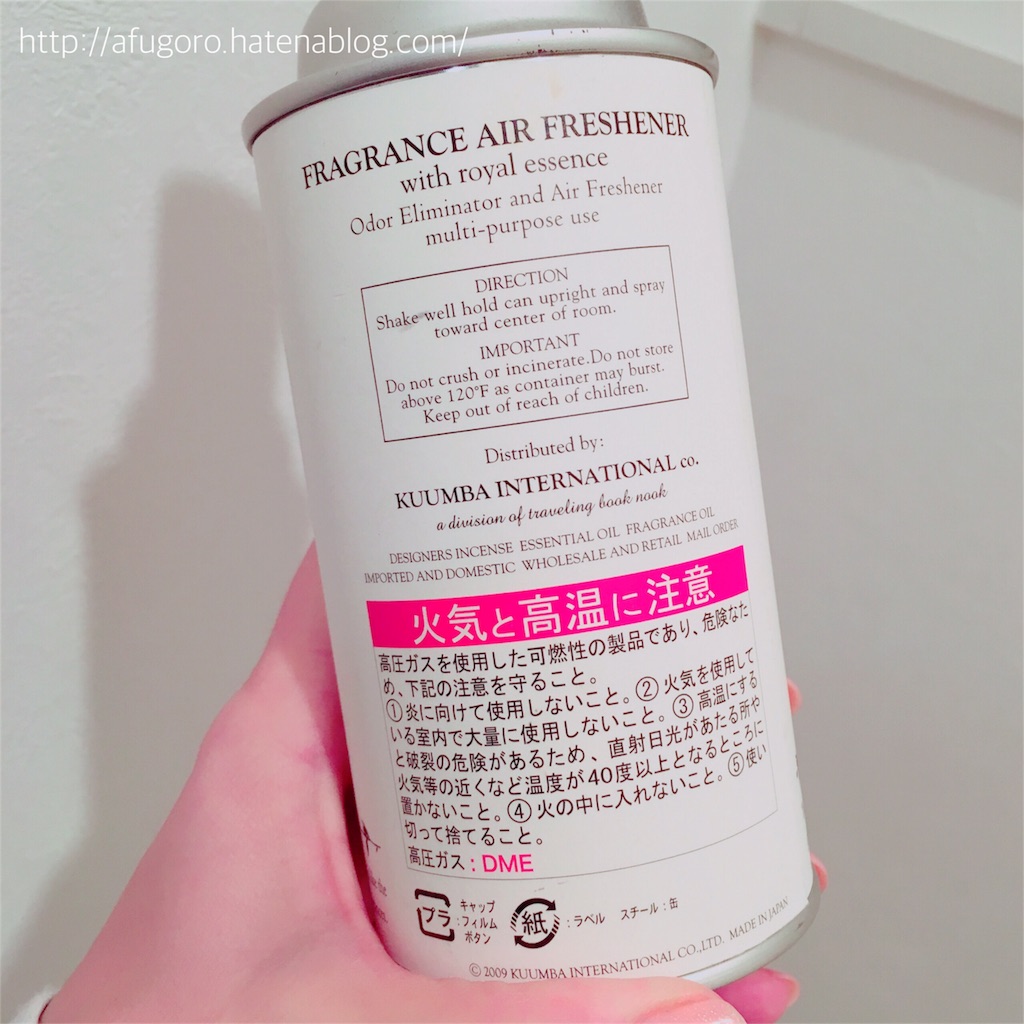 http://afugoro.hatenablog.com/
FRAGRANCE AIR FRESHENER
with royal essence
Odor Eliminator and Air Freshener
multi-purpose use
DIRECTION
Shake well hold can upright and spray
toward center of room.
IMPORTANT
Do not crush or incinerate.Do not store
above 120°F as container may burst.
Keep out of reach of children.
Distributed by:
KUUMBA INTERNATIONAL co.
a division of traveling book nook
DESIGNERS INCENSE ESSENTIAL OIL FRAGRANCE OIL
IMPORTED AND DOMESTIC WHOLESALE AND RETAIL MAIL ORDER
火気と高温に注意
高圧ガスを使用した可燃性の製品であり、危険なた
め、下記の注意を守ること。
①炎に向けて使用しないこと。②火気を使用して
いる室内で大量に使用しないこと。③高温にする
と破裂の危険があるため、直射日光があたる所や
火気等の近くなど温度が40度以上となるところに
置かないこと。④火の中に入れないこと。⑤使い
切って捨てること。
高圧ガス:DME
プラ
キャップ
:フィルム
ボタン
紙
:ラベル
スチール:缶
©2009 KUUMBA INTERNATIONAL CO.,LTD. MADE IN JAPAN